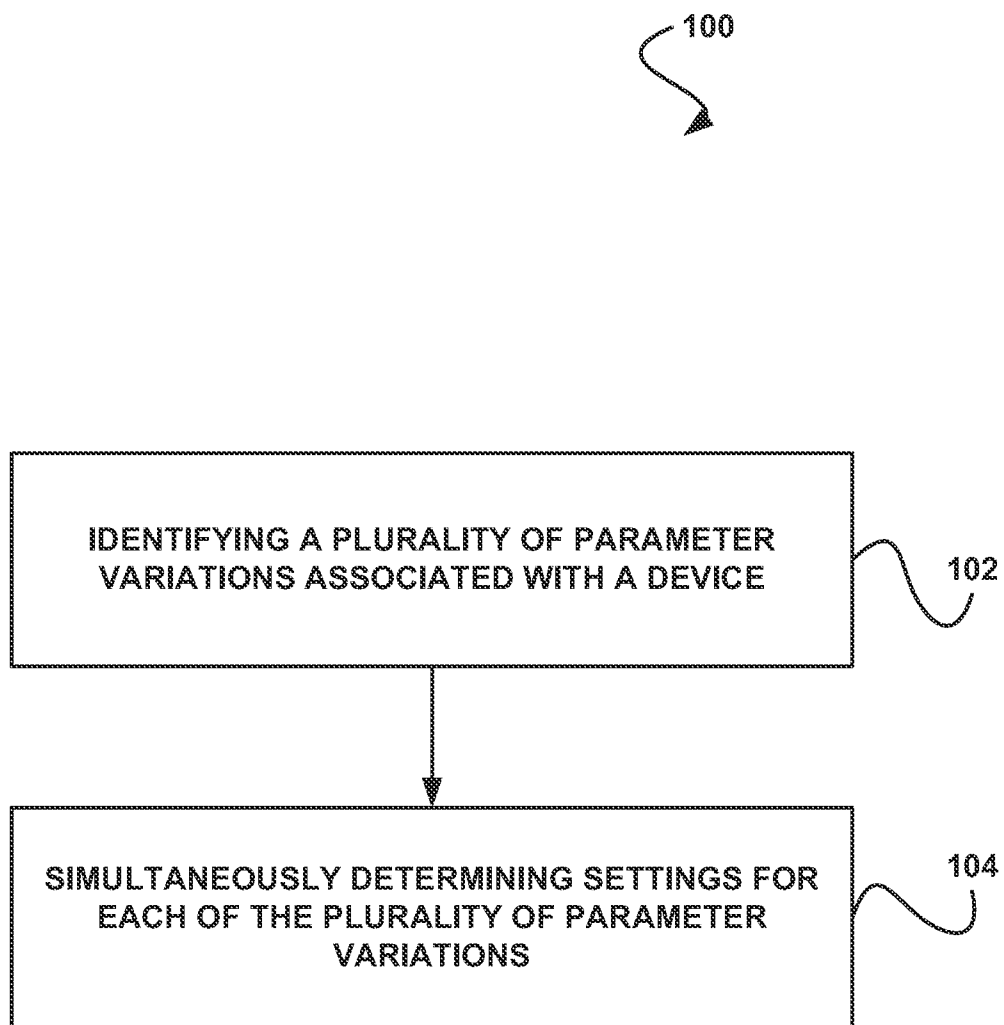 100
IDENTIFYING A PLURALITY OF PARAMETER
VARIATIONS ASSOCIATED WITH A DEVICE
102
SIMULTANEOUSLY DETERMINING SETTINGS FOR
EACH OF THE PLURALITY OF PARAMETER
VARIATIONS
104